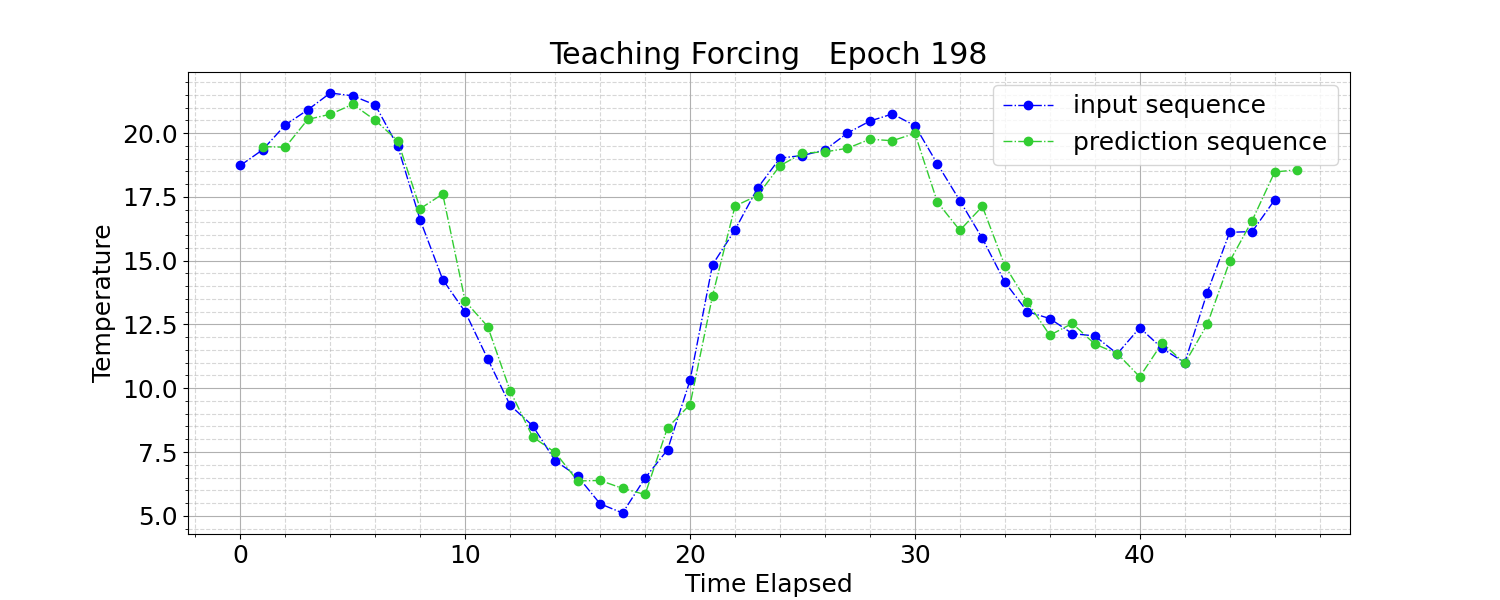 Teaching Forcing   Epoch 198
input sequence
prediction sequence
20.0
17.5
15.0
12.5
10.0
7.5
5.0
Temperature
0 10 20 30 40
Time Elapsed